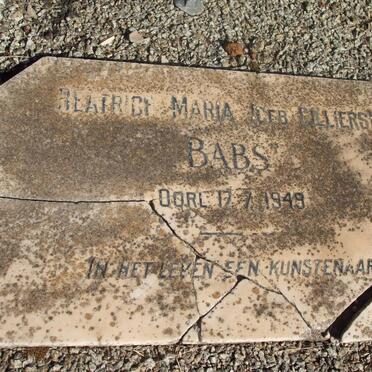 BEATRICE MARIA (GEB CILLIERS
"BABS"
OORL 17.7.1949
IN HET LEVEN EEN KUNSTENAAR